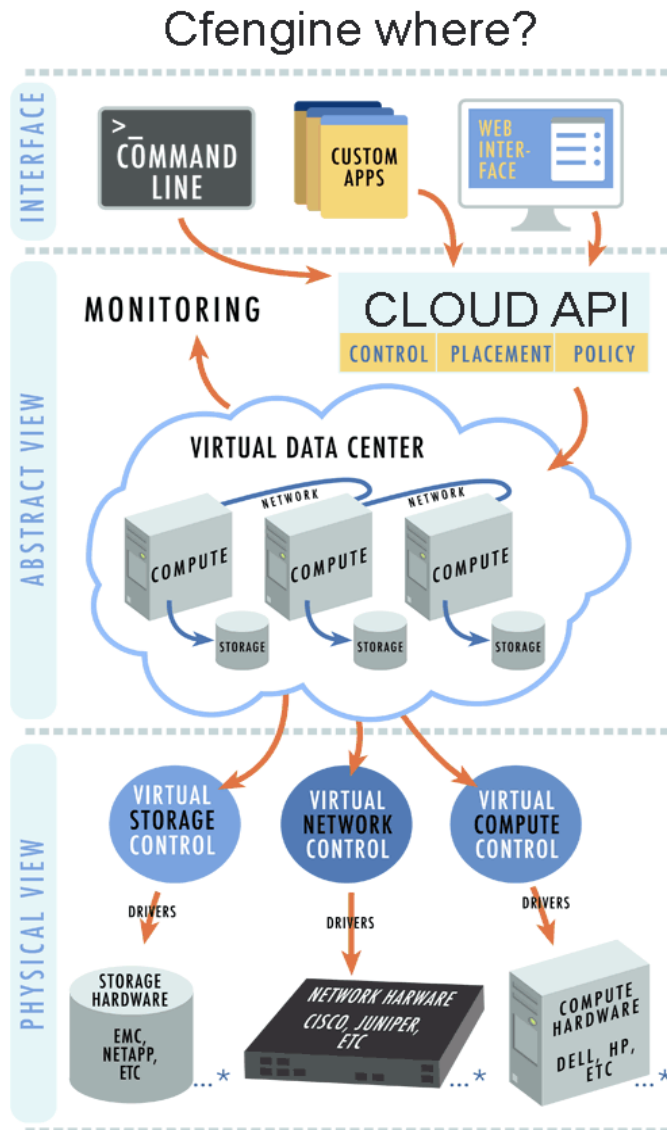 Cfengine where?
INTERFACE
>_
COMMAND
LINE
CUSTOM
APPS
WEB
INTER-
FACE
ABSTRACT VIEW
MONITORING
CLOUD API
CONTROL
PLACEMENT
POLICY
VIRTUAL DATA CENTER
NETWORK
NETWORK
COMPUTE
COMPUTE
COMPUTE
STORAGE
STORAGE
STORAGE
PHYSICAL VIEW
VIRTUAL
STORAGE
CONTROL
VIRTUAL
NETWORK
CONTROL
VIRTUAL
COMPUTE
CONTROL
DRIVERS
DRIVERS
DRIVERS
STORAGE
HARDWARE
EMC,
NETAPP,
ETC
...*
NETWORK HARWARE
CISCO, JUNIPER,
ETC
...*
COMPUTE
HARDWARE
DELL, HP,
ETC
...*